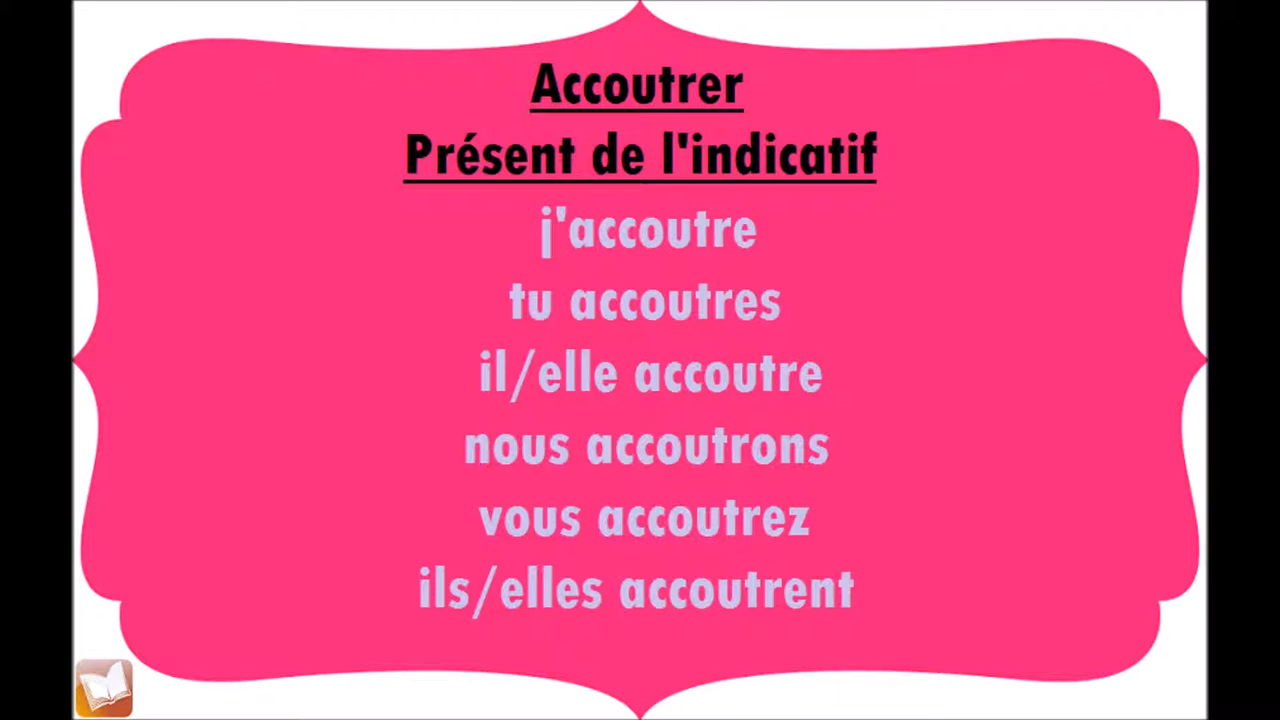 Accoutrer
Présent de l'indicatif
j'accoutre
tu accoutres
il/elle accoutre
nous accoutrons
vous accoutrez
ils/elles accoutrent